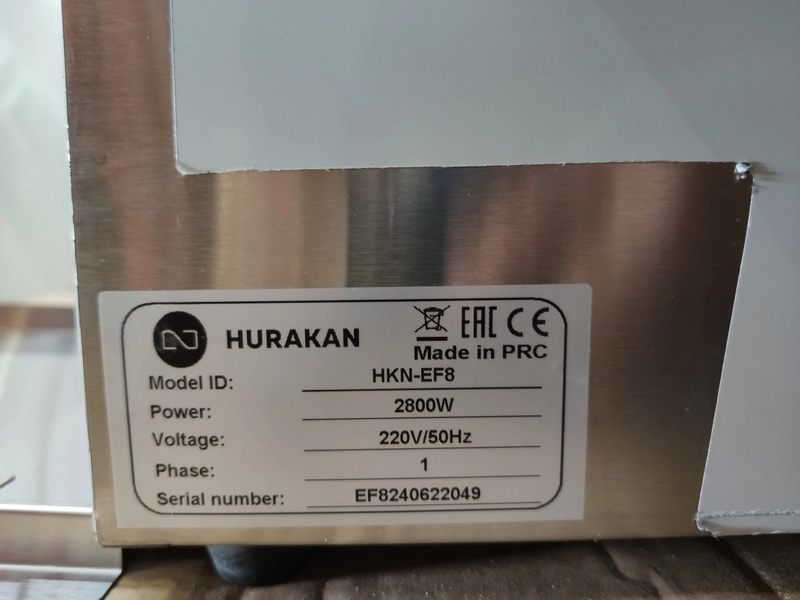 HURAKAN
EAC CE
Made in PRC
Model ID: HKN-EF8
Power: 2800W
Voltage: 220V/50Hz
Phase: 1
Serial number: EF8240622049